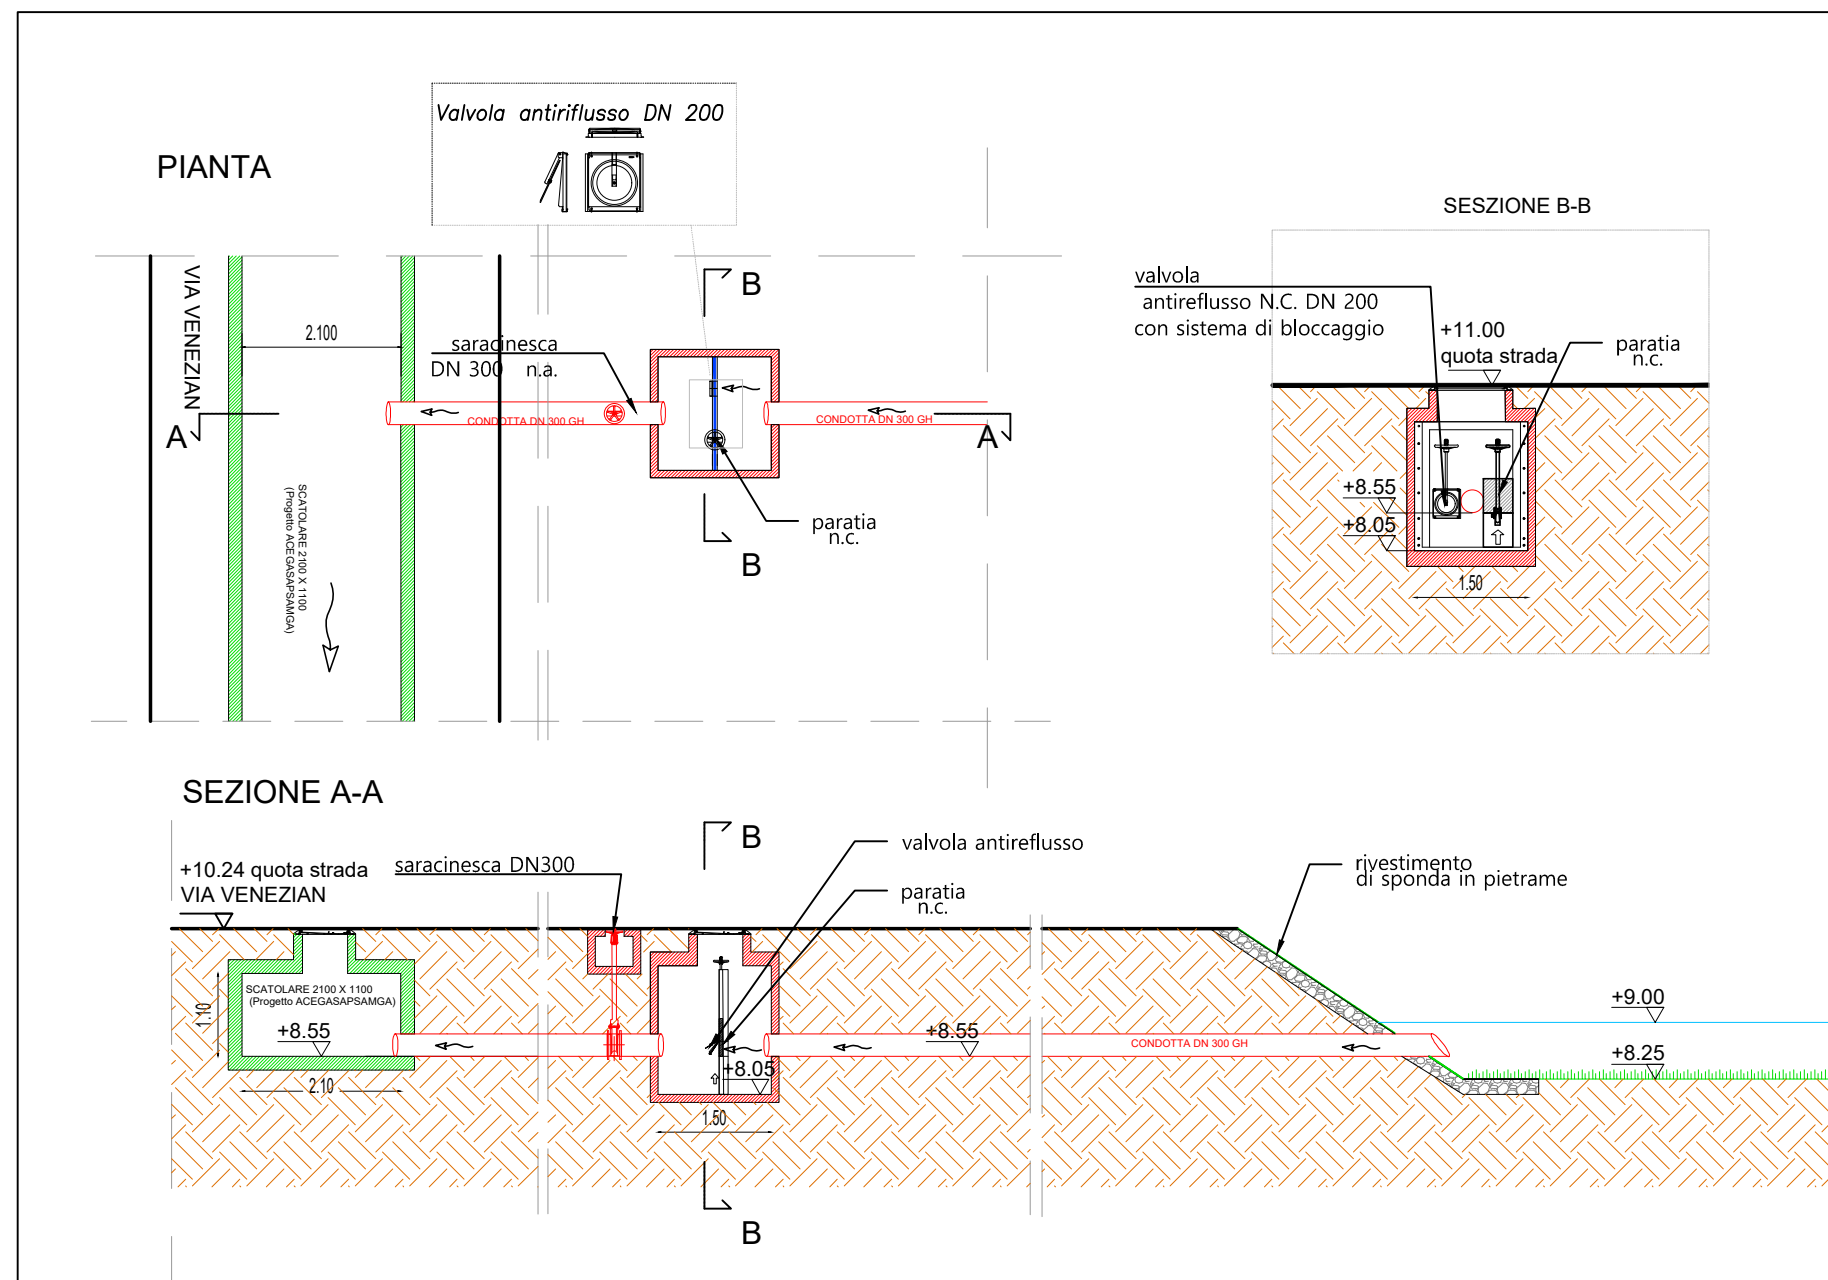 Valvola antiriflusso DN 200
PIANTA
VIA VENEZIAN
2.100
saracinesca
DN 300 n.a.
B
A
CONDOTTA DN 300 GH
CONDOTTA DN 300 GH
A
SCATOLARE 2100 X 1100
(Progetto ACEGASAPSAMGA)
paratia
n.c.
B
SESZIONE B-B
valvola
antireflusso N.C. DN 200
con sistema di bloccaggio
+11.00
quota strada
paratia
n.c.
+8.55
+8.05
1.50
SEZIONE A-A
B
+10.24 quota strada
VIA VENEZIAN
saracinesca DN300
valvola antireflusso
paratia
n.c.
rivestimento
di sponda in pietrame
SCATOLARE 2100 X 1100
(Progetto ACEGASAPSAMGA)
1.10
+8.55
2.10
+8.05
1.50
+8.55
CONDOTTA DN 300 GH
+9.00
+8.25
B